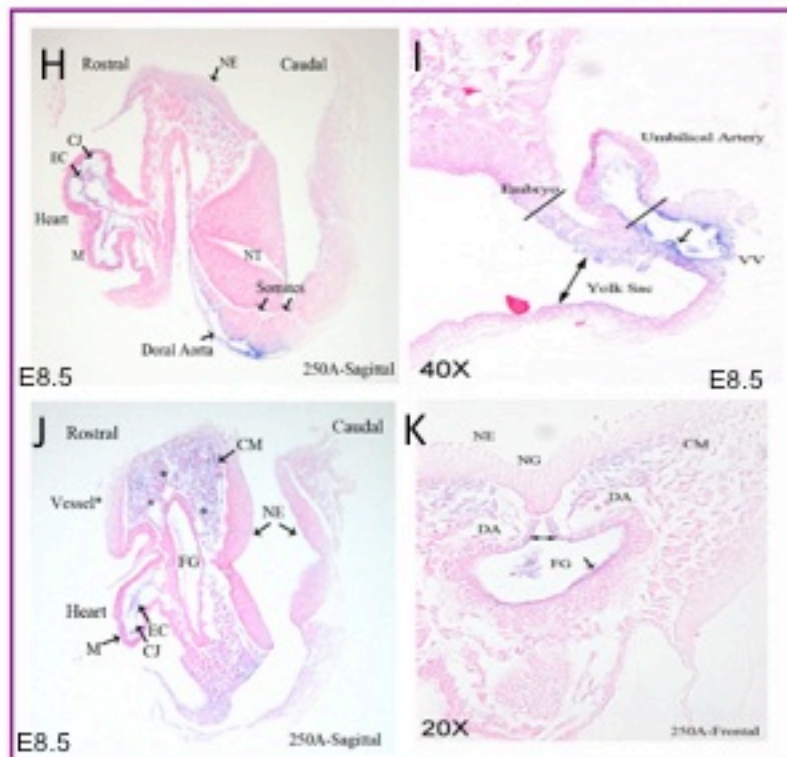 H
Rostral
NE
Caudal
CJ
EC
Heart
M
NT
Somites
Doral Aorta
E8.5
250A-Sagittal
I
Umbilical Artery
Embryo
VV
Yolk Sac
40X
E8.5
J
Rostral
Caudal
CM
*
*
*
Vessel*
NE
FG
Heart
EC
M
CJ
E8.5
250A-Sagittal
K
NE
CM
NG
DA
DA
FG
20X
250A-Frontal